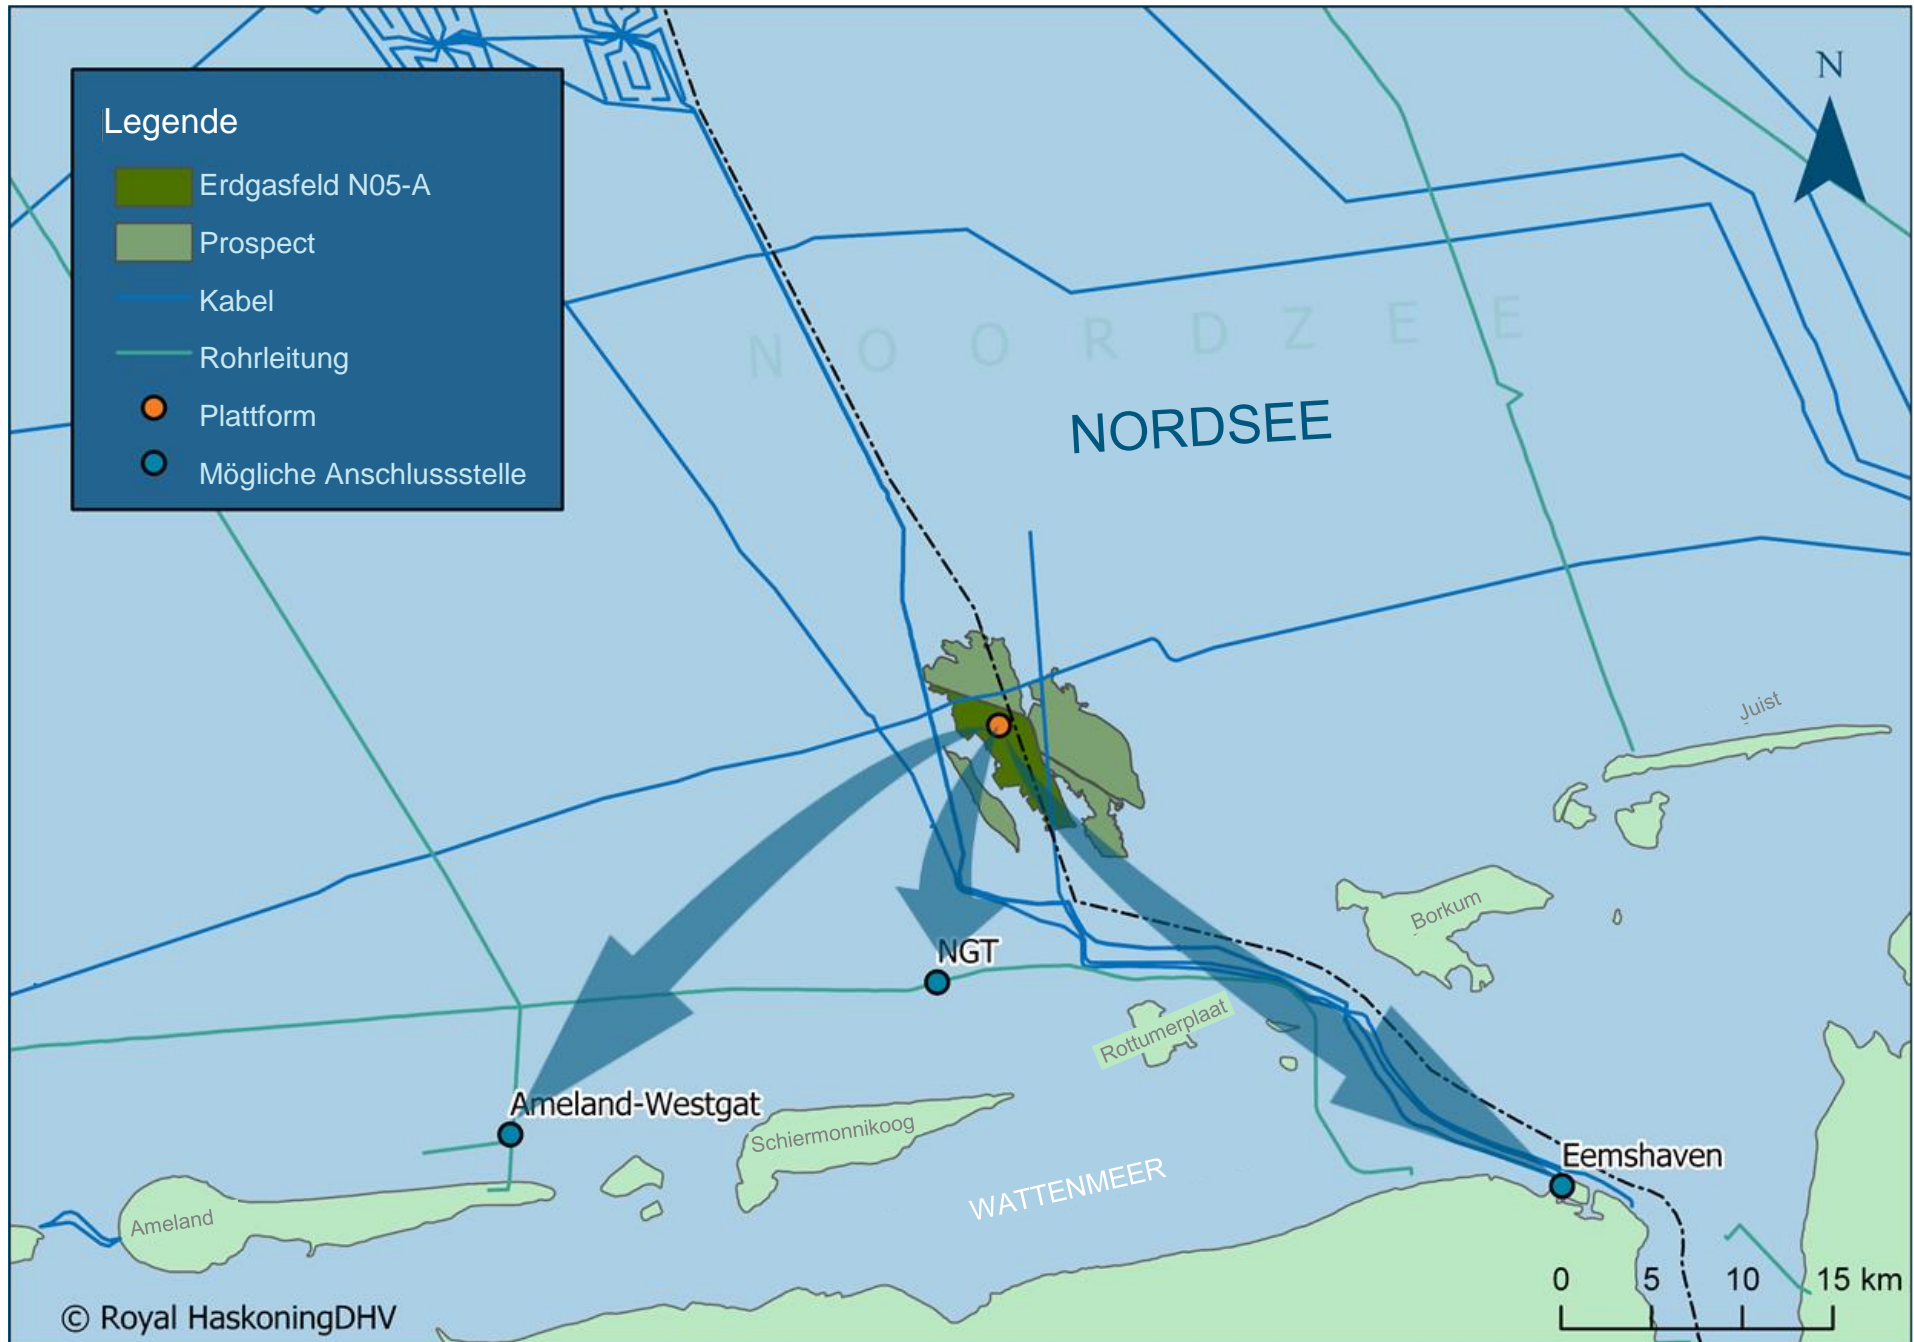 N
Legende
Erdgasfeld N05-A
Prospect
Kabel
Rohrleitung
Plattform
Mögliche Anschlussstelle
NOORDZEE
NORDSEE
Juist
Borkum
NGT
Rottumerplaat
Ameland-Westgat
Schiermonnikoog
Eemshaven
WATTENMEER
Ameland
0 5 10 15 km
© Royal HaskoningDHV